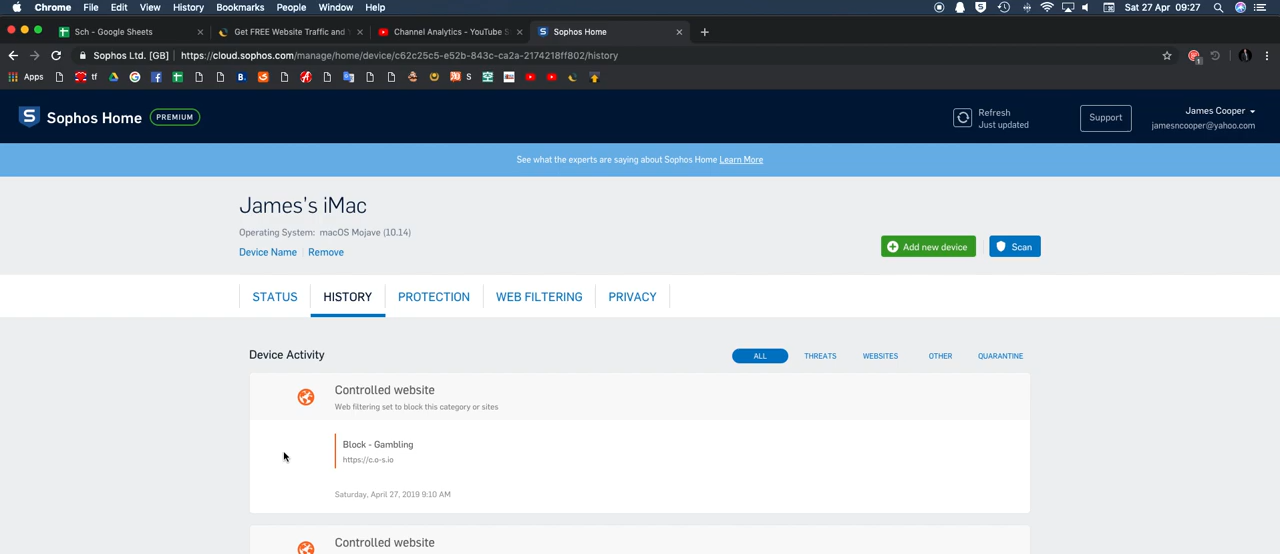 Chrome File Edit View History Bookmarks People Window Help Sat 27 Apr 09:27
Sch - Google Sheets Get FREE Website Traffic and Channel Analytics - YouTube S Sophos Home
Sophos Ltd. [GB] https://cloud.sophos.com/manage/home/device/c62c25c5-e52b-843c-ca2a-2174218ff802/history
Apps tf S
Sophos Home PREMIUM
Refresh
Just updated
Support
James Cooper
jamesncooper@yahoo.com
See what the experts are saying about Sophos Home Learn More
James's iMac
Operating System: macOS Mojave (10.14)
Device Name Remove
Add new device Scan
STATUS HISTORY PROTECTION WEB FILTERING PRIVACY
Device Activity ALL THREATS WEBSITES OTHER QUARANTINE
Controlled website
Web filtering set to block this category or sites
Block - Gambling
https://c.o-s.io
Saturday, April 27, 2019 9:10 AM
Controlled website